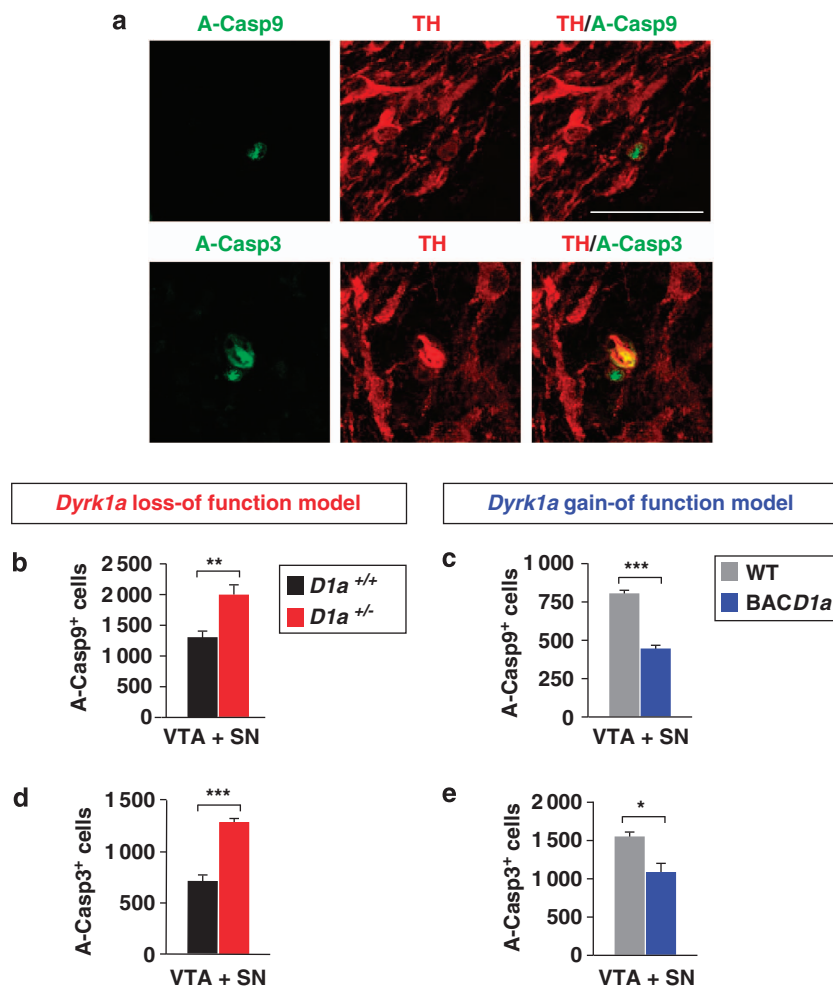 a
A-Casp9 TH TH/A-Casp9
A-Casp3 TH TH/A-Casp3
Dyrk1a loss-of function model
Dyrk1a gain-of function model
b
A-Casp9+ cells
2 500
2 000
1 500
1 000
500
0
**
VTA + SN
D1a +/+
D1a +/-
c
A-Casp9+ cells
1 000
750
500
250
0
***
VTA + SN
WT
BACD1a
d
A-Casp3+ cells
1 500
1 000
500
0
***
VTA + SN
e
A-Casp3+ cells
2 000
1 500
1 000
500
0
*
VTA + SN